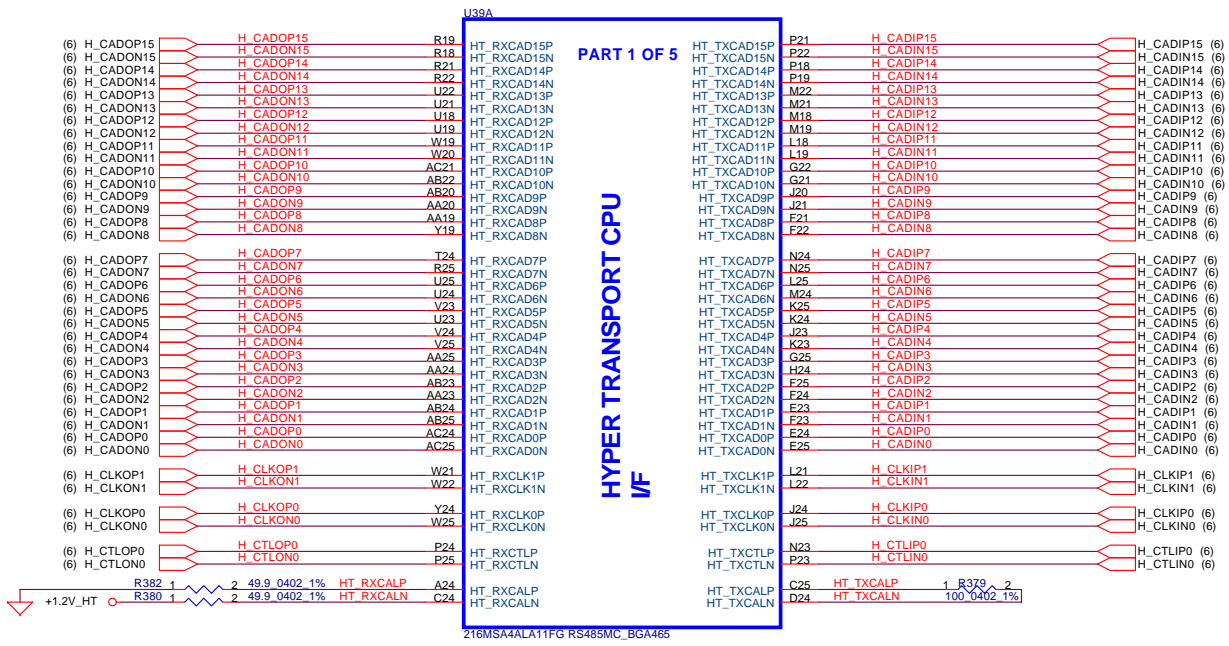 U39A
PART 1 OF 5
(6) H_CADOP15 H_CADOP15 R19 HT_RXCAD15P HT_TXCAD15P P21 H_CADIP15 H_CADIP15 (6)
(6) H_CADON15 H_CADON15 R18 HT_RXCAD15N HT_TXCAD15N P22 H_CADIN15 H_CADIN15 (6)
(6) H_CADOP14 H_CADOP14 R21 HT_RXCAD14P HT_TXCAD14P P18 H_CADIP14 H_CADIP14 (6)
(6) H_CADON14 H_CADON14 R22 HT_RXCAD14N HT_TXCAD14N P19 H_CADIN14 H_CADIN14 (6)
(6) H_CADOP13 H_CADOP13 U22 HT_RXCAD13P HT_TXCAD13P M22 H_CADIP13 H_CADIP13 (6)
(6) H_CADON13 H_CADON13 U21 HT_RXCAD13N HT_TXCAD13N M21 H_CADIN13 H_CADIN13 (6)
(6) H_CADOP12 H_CADOP12 U18 HT_RXCAD12P HT_TXCAD12P M18 H_CADIP12 H_CADIP12 (6)
(6) H_CADON12 H_CADON12 U19 HT_RXCAD12N HT_TXCAD12N M19 H_CADIN12 H_CADIN12 (6)
(6) H_CADOP11 H_CADOP11 W19 HT_RXCAD11P HT_TXCAD11P L18 H_CADIP11 H_CADIP11 (6)
(6) H_CADON11 H_CADON11 W20 HT_RXCAD11N HT_TXCAD11N L19 H_CADIN11 H_CADIN11 (6)
(6) H_CADOP10 H_CADOP10 AC21 HT_RXCAD10P HT_TXCAD10P G22 H_CADIP10 H_CADIP10 (6)
(6) H_CADON10 H_CADON10 AB22 HT_RXCAD10N HT_TXCAD10N G21 H_CADIN10 H_CADIN10 (6)
(6) H_CADOP9 H_CADOP9 AB20 HT_RXCAD9P HT_TXCAD9P J20 H_CADIP9 H_CADIP9 (6)
(6) H_CADON9 H_CADON9 AA20 HT_RXCAD9N HT_TXCAD9N J21 H_CADIN9 H_CADIN9 (6)
(6) H_CADOP8 H_CADOP8 AA19 HT_RXCAD8P HT_TXCAD8P F21 H_CADIP8 H_CADIP8 (6)
(6) H_CADON8 H_CADON8 Y19 HT_RXCAD8N HT_TXCAD8N F22 H_CADIN8 H_CADIN8 (6)
(6) H_CADOP7 H_CADOP7 T24 HT_RXCAD7P HT_TXCAD7P N24 H_CADIP7 H_CADIP7 (6)
(6) H_CADON7 H_CADON7 R25 HT_RXCAD7N HT_TXCAD7N N25 H_CADIN7 H_CADIN7 (6)
(6) H_CADOP6 H_CADOP6 U25 HT_RXCAD6P HT_TXCAD6P L25 H_CADIP6 H_CADIP6 (6)
(6) H_CADON6 H_CADON6 U24 HT_RXCAD6N HT_TXCAD6N M24 H_CADIN6 H_CADIN6 (6)
(6) H_CADOP5 H_CADOP5 V23 HT_RXCAD5P HT_TXCAD5P K25 H_CADIP5 H_CADIP5 (6)
(6) H_CADON5 H_CADON5 U23 HT_RXCAD5N HT_TXCAD5N K24 H_CADIN5 H_CADIN5 (6)
(6) H_CADOP4 H_CADOP4 V24 HT_RXCAD4P HT_TXCAD4P J23 H_CADIP4 H_CADIP4 (6)
(6) H_CADON4 H_CADON4 V25 HT_RXCAD4N HT_TXCAD4N K23 H_CADIN4 H_CADIN4 (6)
(6) H_CADOP3 H_CADOP3 AA25 HT_RXCAD3P HT_TXCAD3P G25 H_CADIP3 H_CADIP3 (6)
(6) H_CADON3 H_CADON3 AA24 HT_RXCAD3N HT_TXCAD3N H24 H_CADIN3 H_CADIN3 (6)
(6) H_CADOP2 H_CADOP2 AB23 HT_RXCAD2P HT_TXCAD2P F25 H_CADIP2 H_CADIP2 (6)
(6) H_CADON2 H_CADON2 AA23 HT_RXCAD2N HT_TXCAD2N F24 H_CADIN2 H_CADIN2 (6)
(6) H_CADOP1 H_CADOP1 AB24 HT_RXCAD1P HT_TXCAD1P E23 H_CADIP1 H_CADIP1 (6)
(6) H_CADON1 H_CADON1 AB25 HT_RXCAD1N HT_TXCAD1N F23 H_CADIN1 H_CADIN1 (6)
(6) H_CADOP0 H_CADOP0 AC24 HT_RXCAD0P HT_TXCAD0P E24 H_CADIP0 H_CADIP0 (6)
(6) H_CADON0 H_CADON0 AC25 HT_RXCAD0N HT_TXCAD0N E25 H_CADIN0 H_CADIN0 (6)
HYPER TRANSPORT CPU
I/F
(6) H_CLKOP1 H_CLKOP1 W21 HT_RXCLK1P HT_TXCLK1P L21 H_CLKIP1 H_CLKIP1 (6)
(6) H_CLKON1 H_CLKON1 W22 HT_RXCLK1N HT_TXCLK1N L22 H_CLKIN1 H_CLKIN1 (6)
(6) H_CLKOP0 H_CLKOP0 Y24 HT_RXCLK0P HT_TXCLK0P J24 H_CLKIP0 H_CLKIP0 (6)
(6) H_CLKON0 H_CLKON0 W25 HT_RXCLK0N HT_TXCLK0N J25 H_CLKIN0 H_CLKIN0 (6)
(6) H_CTLOP0 H_CTLOP0 P24 HT_RXCTLP HT_TXCTLP N23 H_CTLIP0 H_CTLIP0 (6)
(6) H_CTLON0 H_CTLON0 P25 HT_RXCTLN HT_TXCTLN P23 H_CTLIN0 H_CTLIN0 (6)
R382 1 2 49.9_0402_1% HT_RXCALP A24 HT_RXCALP HT_TXCALP C25 HT_TXCALP 1 R379 2
+1.2V_HT R380 1 2 49.9_0402_1% HT_RXCALN C24 HT_RXCALN HT_TXCALN D24 HT_TXCALN 100_0402_1%
216MSA4ALA11FG RS485MC_BGA465